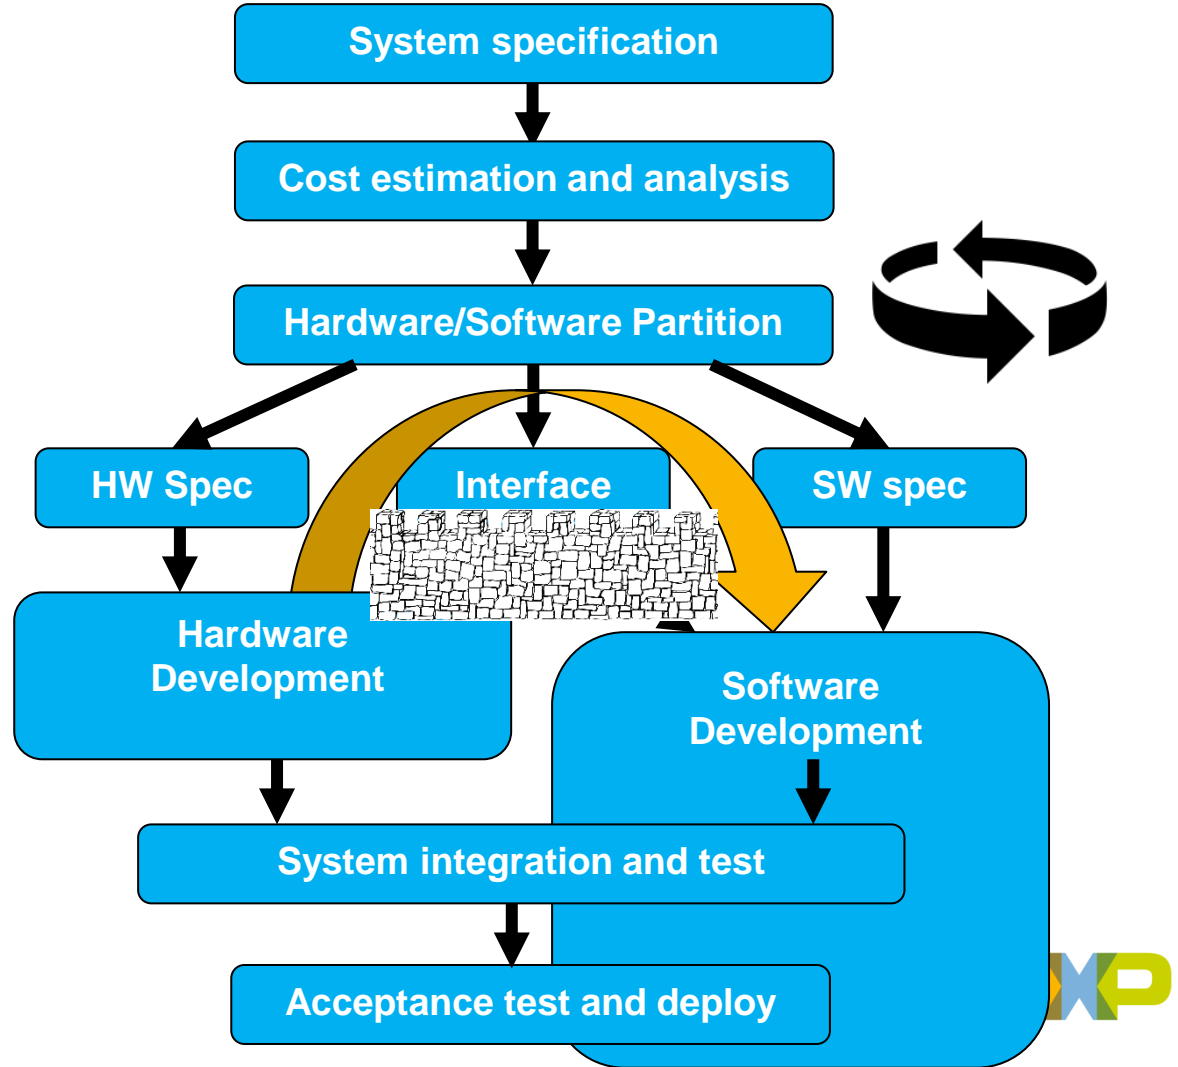 System specification
Cost estimation and analysis
Hardware/Software Partition
HW Spec
Interface
SW spec
Hardware
Development
Software
Development
System integration and test
Acceptance test and deploy
XP